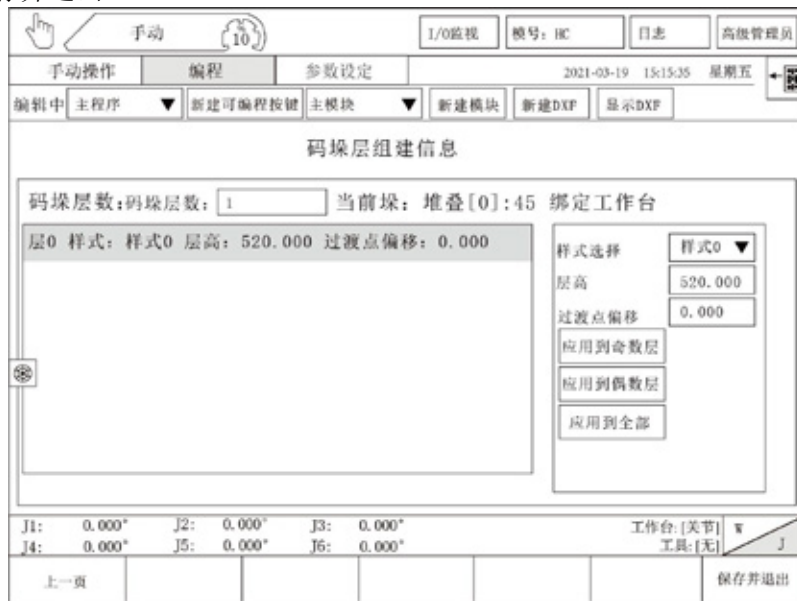 手动 10 I/O监视 模号: HC 日志 高级管理员
手动操作 编程 参数设定 2021-03-19 15:15:35 星期五
编辑中 主程序 ▼ 新建可编程按键 主模块 ▼ 新建模块 新建DXF 显示DXF
码垛层组建信息
码垛层数:码垛层数: 1 当前垛: 堆叠[0]:45 绑定工作台
层0 样式: 样式0 层高: 520.000 过渡点偏移: 0.000
样式选择 样式0 ▼
层高 520.000
过渡点偏移 0.000
应用到奇数层
应用到偶数层
应用到全部
J1: 0.000° J2: 0.000° J3: 0.000° 工作台:[关节] W
J4: 0.000° J5: 0.000° J6: 0.000° 工具:[无] J
上一页 保存并退出